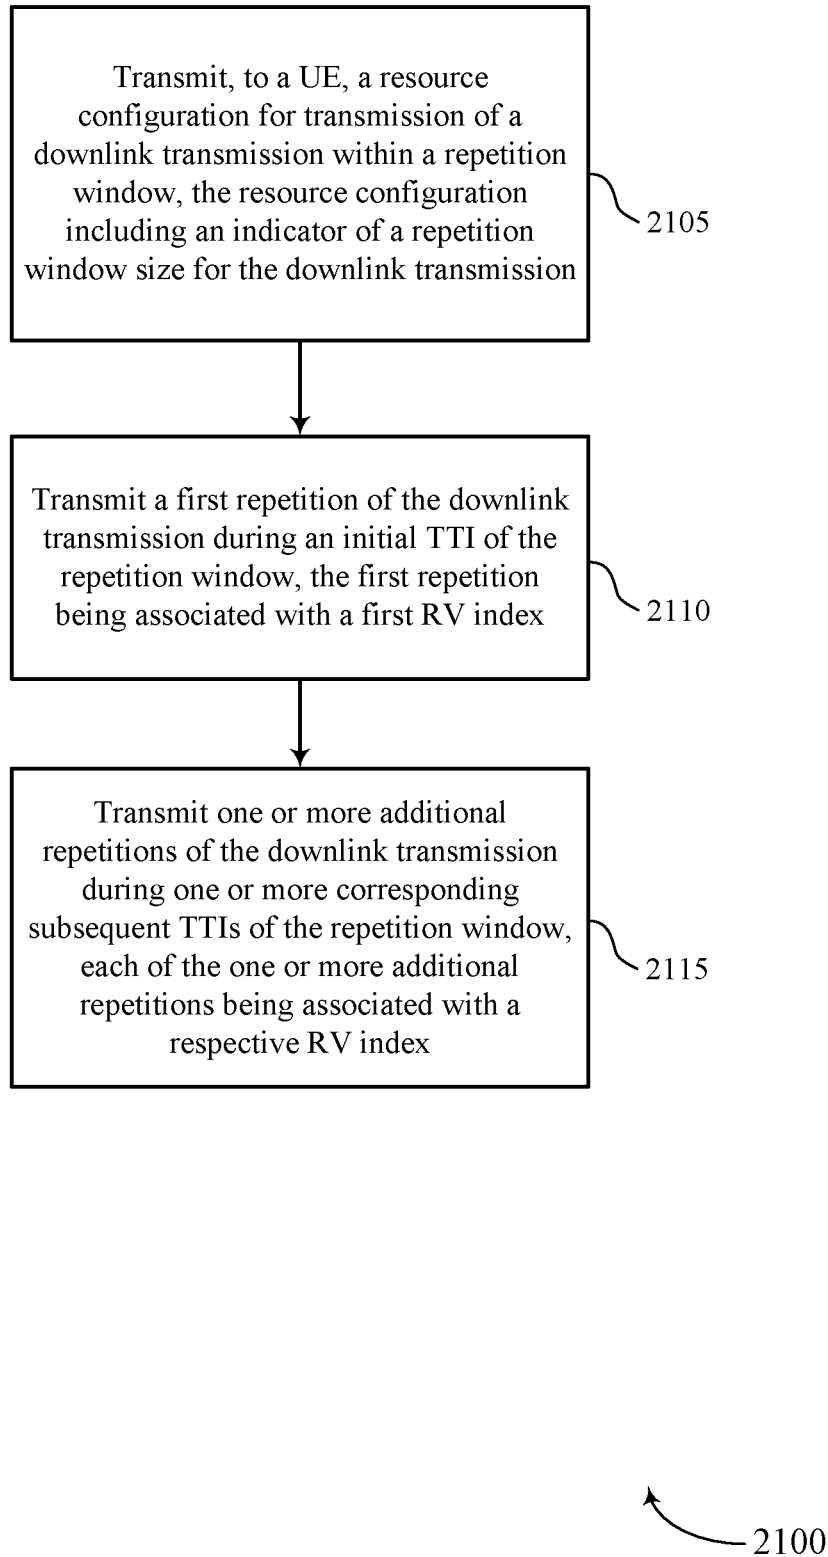 Transmit, to a UE, a resource
configuration for transmission of a
downlink transmission within a repetition
window, the resource configuration
including an indicator of a repetition
window size for the downlink transmission
2105
Transmit a first repetition of the downlink
transmission during an initial TTI of the
repetition window, the first repetition
being associated with a first RV index
2110
Transmit one or more additional
repetitions of the downlink transmission
during one or more corresponding
subsequent TTIs of the repetition window,
each of the one or more additional
repetitions being associated with a
respective RV index
2115
2100